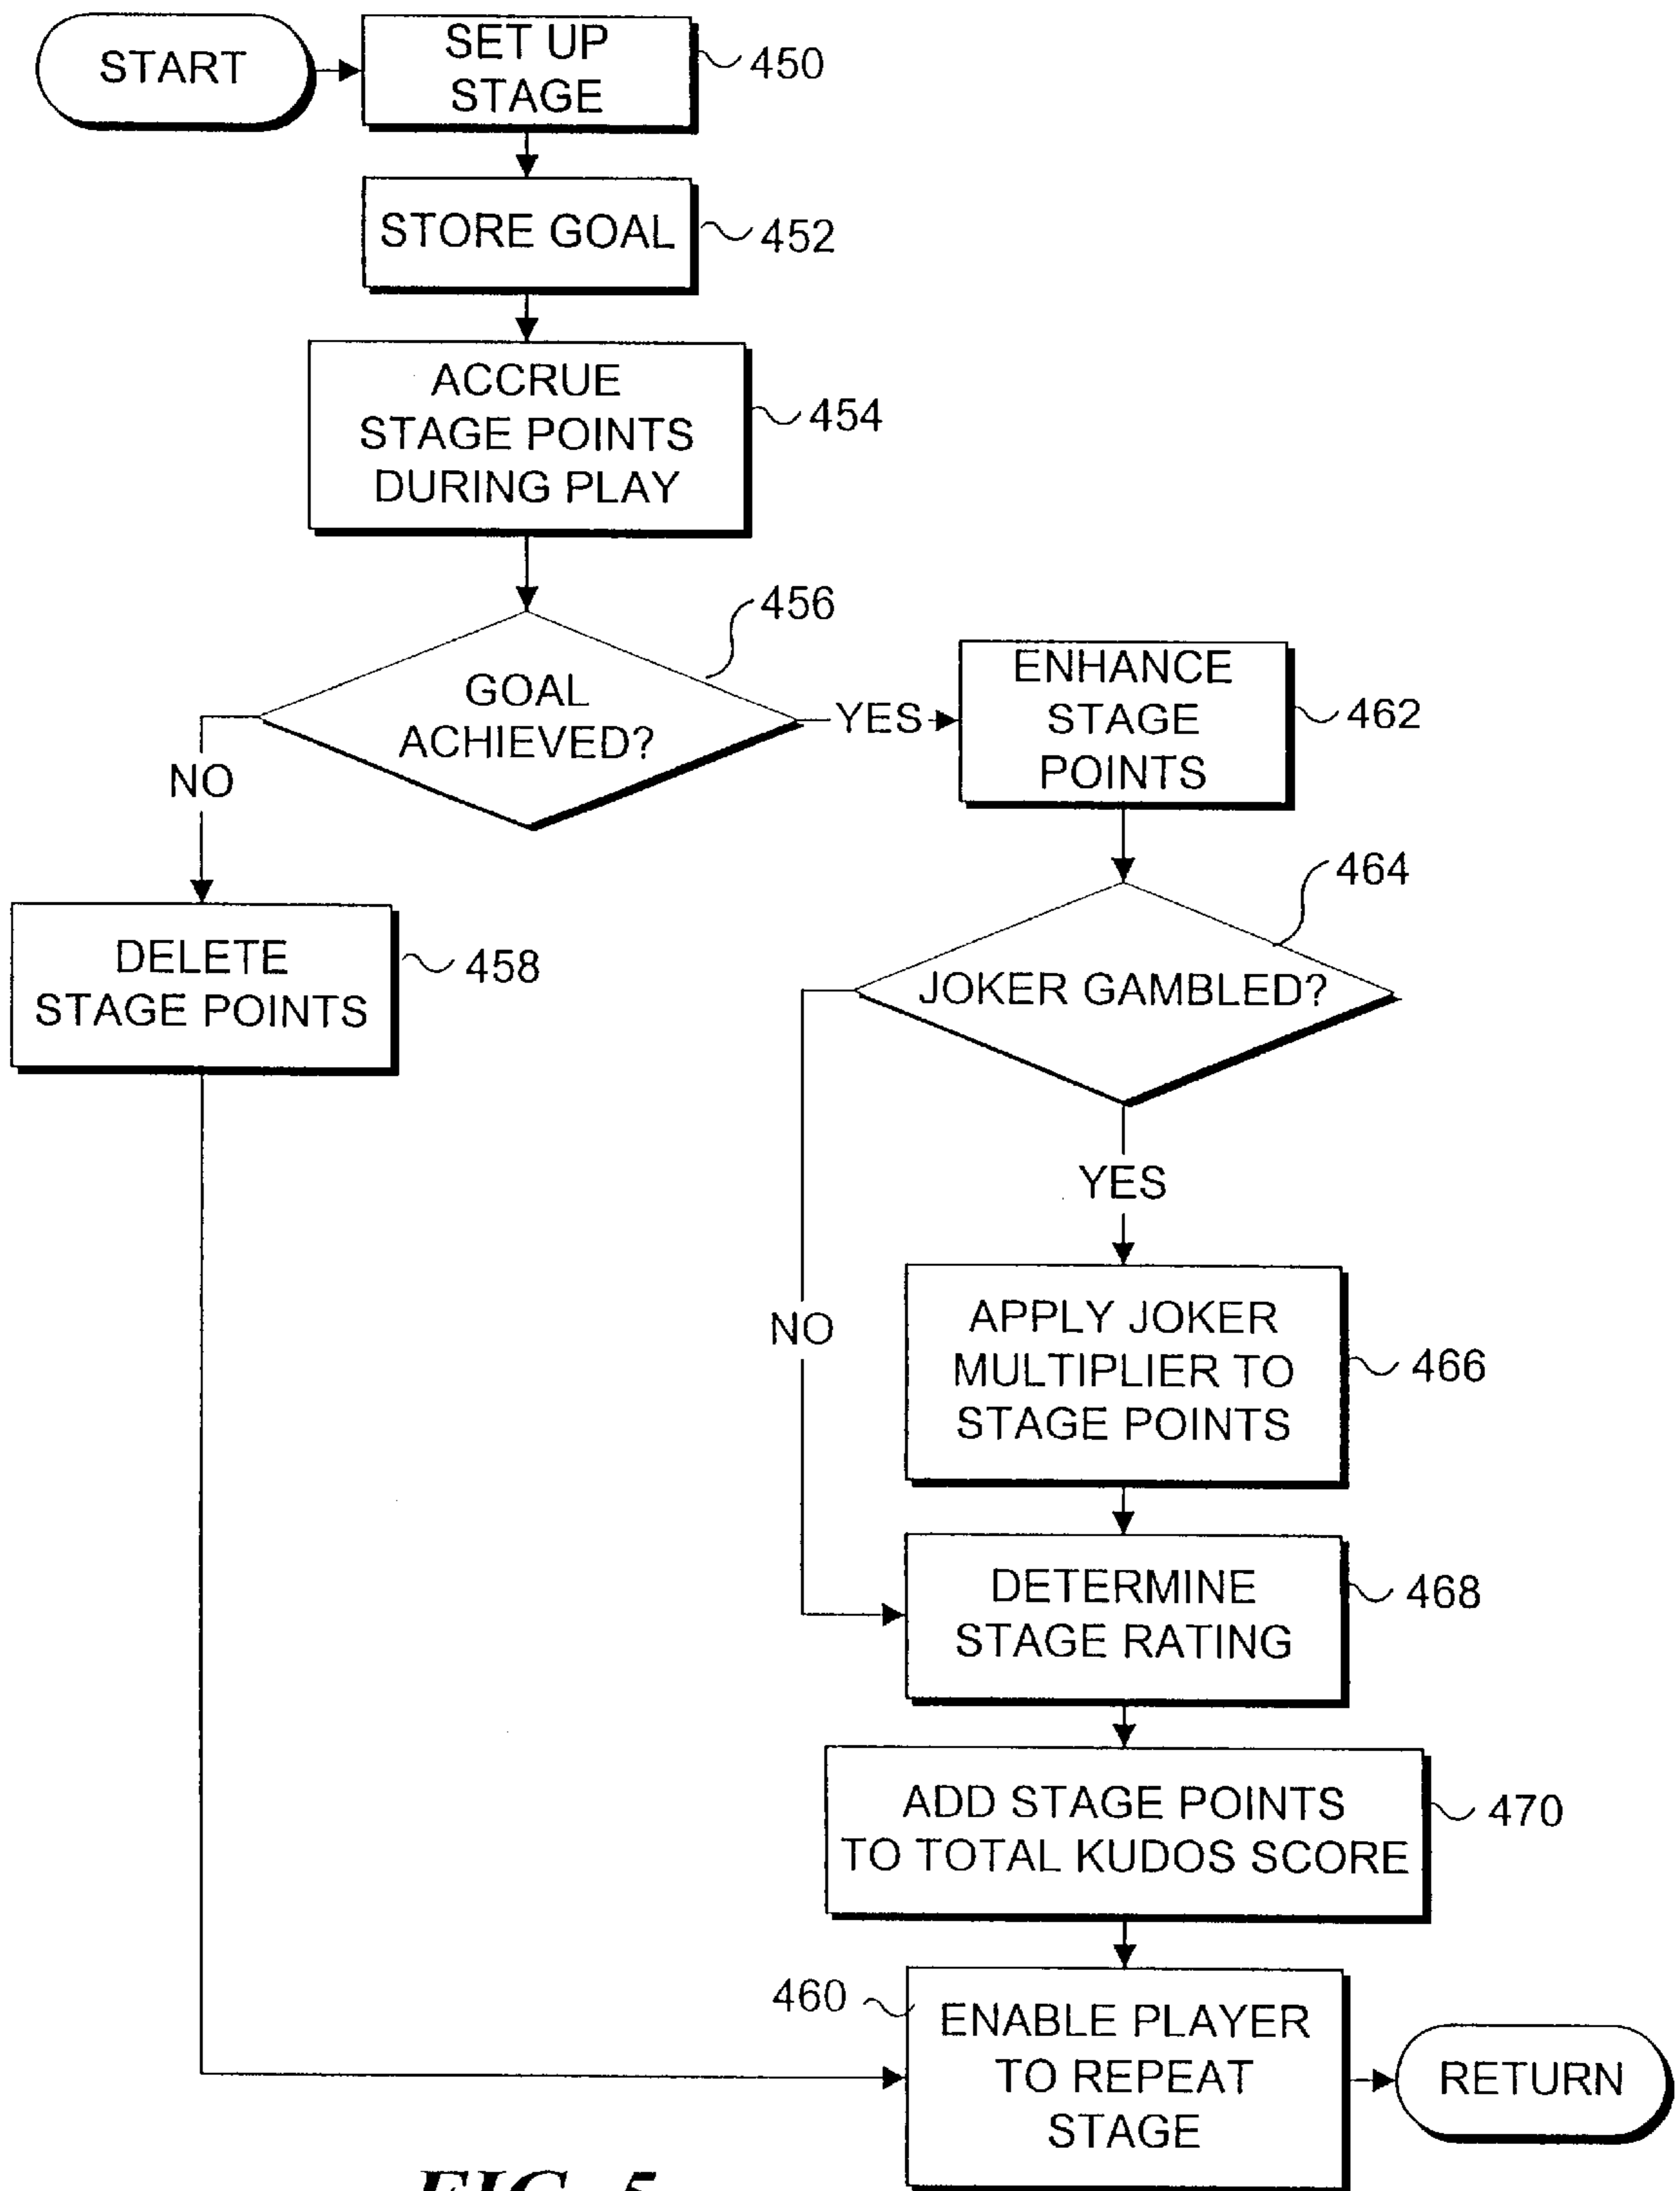 START
SET UP
STAGE
450
STORE GOAL
452
ACCRUE
STAGE POINTS
DURING PLAY
454
GOAL
ACHIEVED?
456
YES
NO
ENHANCE
STAGE
POINTS
462
DELETE
STAGE POINTS
458
JOKER GAMBLED?
464
YES
NO
APPLY JOKER
MULTIPLIER TO
STAGE POINTS
466
DETERMINE
STAGE RATING
468
ADD STAGE POINTS
TO TOTAL KUDOS SCORE
470
460
ENABLE PLAYER
TO REPEAT
STAGE
RETURN
FIG. 5